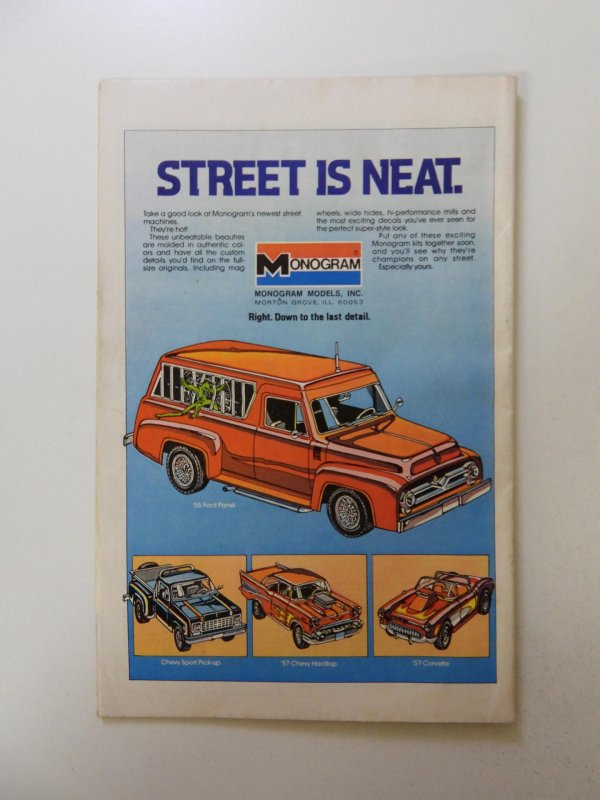 STREET IS NEAT.
Take a good look at Monogram's newest street
machines.
They're hot!
These unbeatable beauties
are molded in authentic col-
ors and have all the custom
details you'd find on the full-
size originals. Including mag
wheels, wide hides, hi-performance mills and
the most exciting decals you've ever seen for
the perfect super-style look.
Put any of these exciting
Monogram kits together soon,
and you'll see why they're
champions on any street.
Especially yours.
MONOGRAM
MONOGRAM MODELS, INC.
MORTON GROVE, ILL. 60053
Right. Down to the last detail.
'55 Ford Panel
Chevy Sport Pick-up
'57 Chevy Hardtop
'57 Corvette